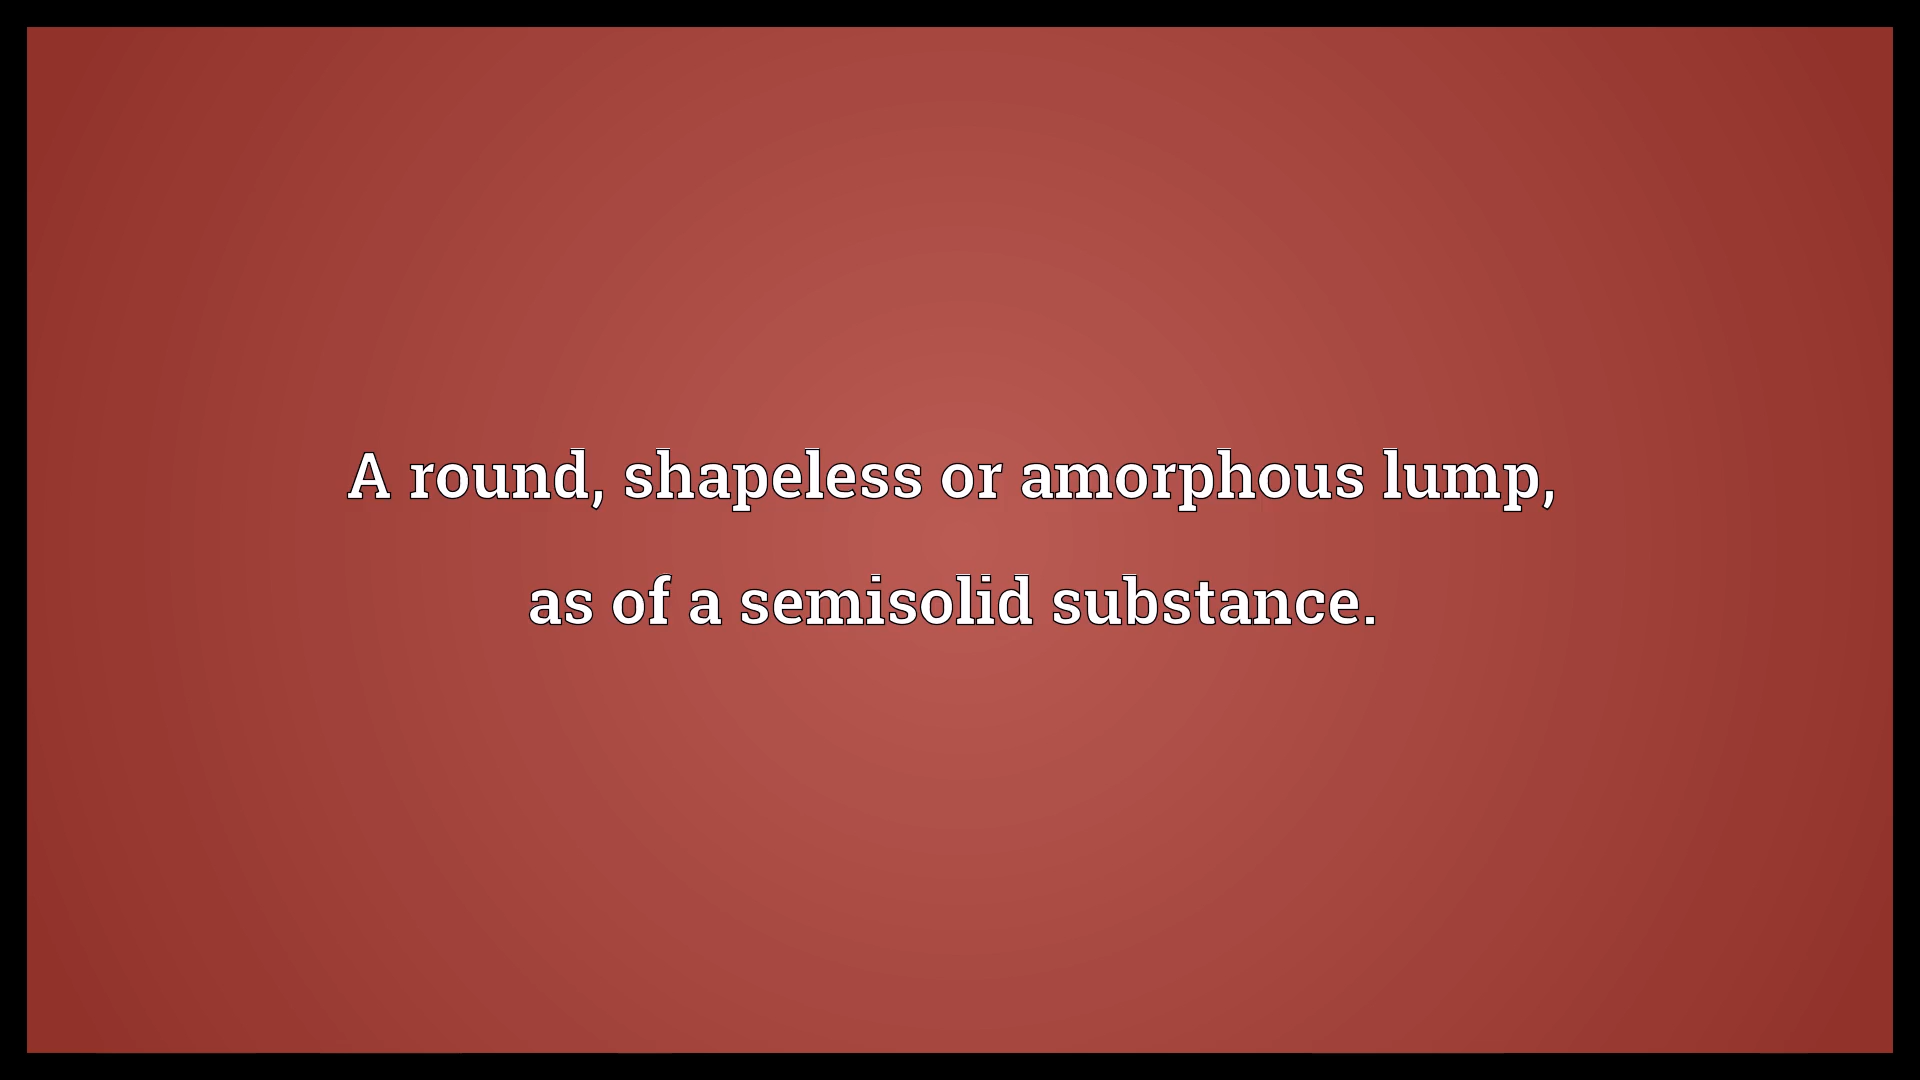 A round, shapeless or amorphous lump,
as of a semisolid substance.